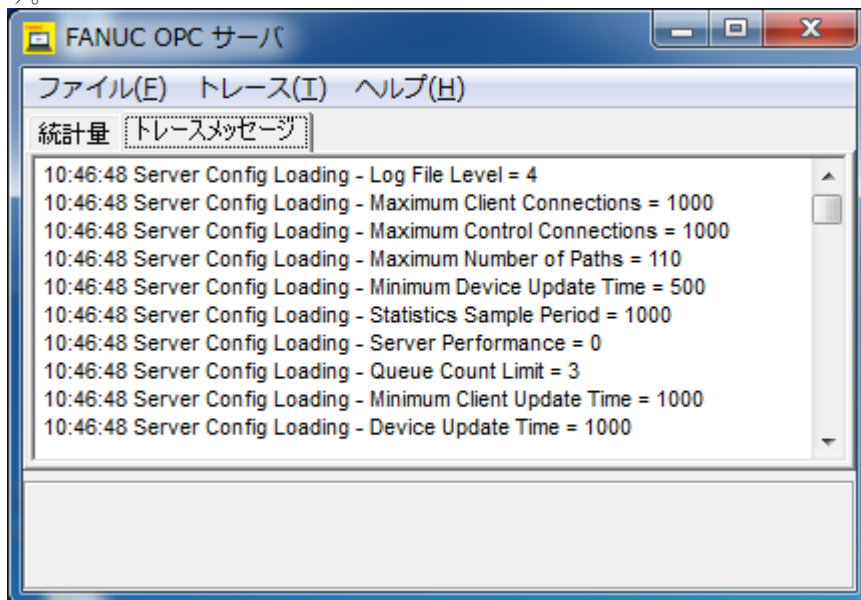 す。
FANUC OPC サーバ
ファイル(F) トレース(T) ヘルプ(H)
統計量 トレースメッセージ
10:46:48 Server Config Loading - Log File Level = 4
10:46:48 Server Config Loading - Maximum Client Connections = 1000
10:46:48 Server Config Loading - Maximum Control Connections = 1000
10:46:48 Server Config Loading - Maximum Number of Paths = 110
10:46:48 Server Config Loading - Minimum Device Update Time = 500
10:46:48 Server Config Loading - Statistics Sample Period = 1000
10:46:48 Server Config Loading - Server Performance = 0
10:46:48 Server Config Loading - Queue Count Limit = 3
10:46:48 Server Config Loading - Minimum Client Update Time = 1000
10:46:48 Server Config Loading - Device Update Time = 1000